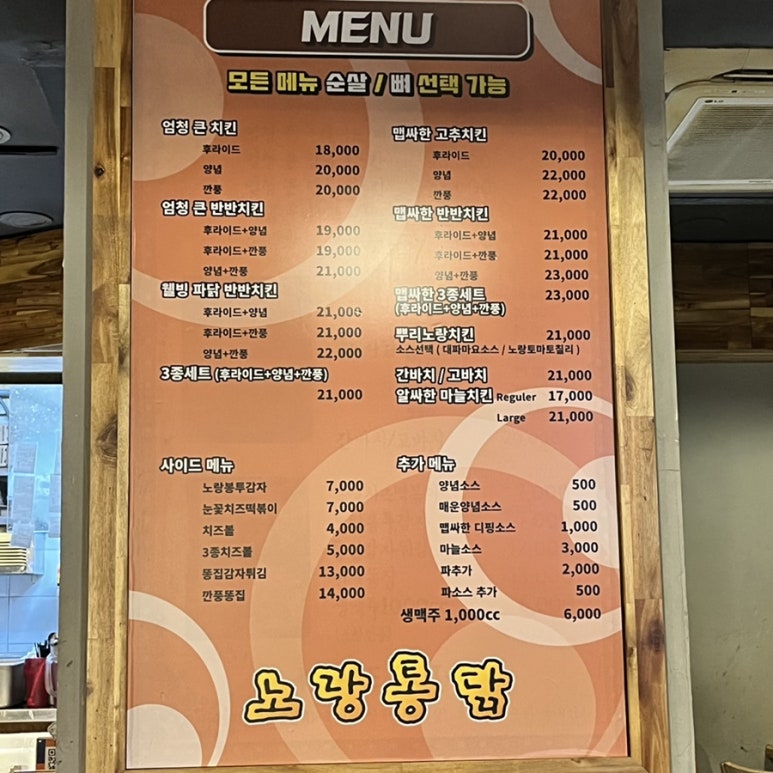 MENU
모든 메뉴 순살 / 뼈 선택 가능
엄청 큰 치킨
후라이드 18,000
양념 20,000
깐풍 20,000
엄청 큰 반반치킨
후라이드+양념 19,000
후라이드+깐풍 19,000
양념+깐풍 21,000
웰빙 파닭 반반치킨
후라이드+양념 21,000
후라이드+깐풍 21,000
양념+깐풍 22,000
3종세트 (후라이드+양념+깐풍)
21,000
맵싸한 고추치킨
후라이드 20,000
양념 22,000
깐풍 22,000
맵싸한 반반치킨
후라이드+양념 21,000
후라이드+깐풍 21,000
양념+깐풍 23,000
맵싸한 3종세트 23,000
(후라이드+양념+깐풍)
뿌리노랑치킨 21,000
소스선택 ( 대파마요소스 / 노랑토마토칠리 )
간바치 / 고바치 21,000
알싸한 마늘치킨 Reguler 17,000
Large 21,000
사이드 메뉴
노랑봉투감자 7,000
눈꽃치즈떡볶이 7,000
치즈볼 4,000
3종치즈볼 5,000
똥집감자튀김 13,000
깐풍똥집 14,000
추가 메뉴
양념소스 500
매운양념소스 500
맵싸한 디핑소스 1,000
마늘소스 3,000
파추가 2,000
파소스 추가 500
생맥주 1,000cc 6,000
노랑통닭
LG